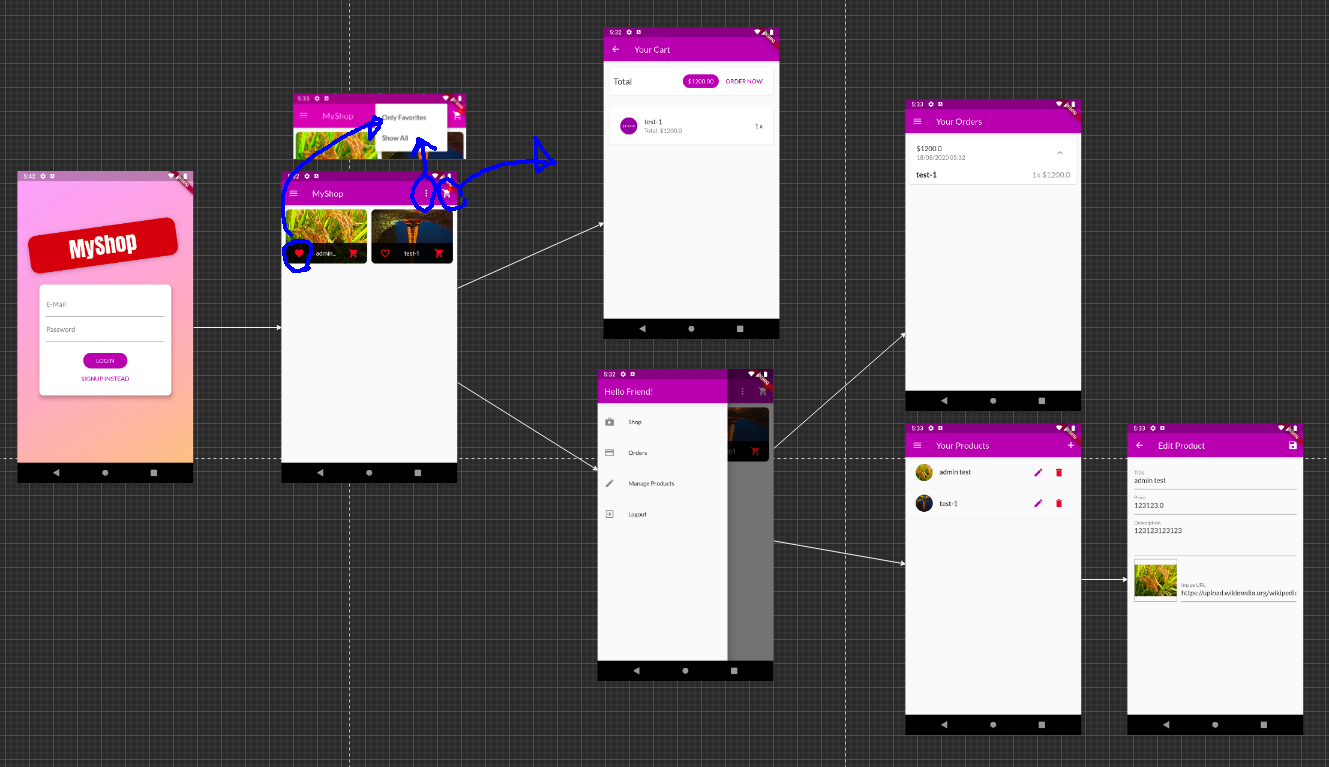 5:42
MyShop
E-Mail
Password
LOGIN
SIGNUP INSTEAD
5:33
MyShop
Only Favorites
Show All
MyShop
admin...
test-1
5:32
Your Cart
Total
$1200.00
ORDER NOW
test-1
Total: $1200.0
1x
5:32
Hello Friend!
Shop
Orders
Manage Products
Logout
5:33
Your Orders
$1200.0
18/08/2020 05:32
test-1
1x $1200.0
5:33
Your Products
admin test
test-1
5:33
Edit Product
Title
admin test
Price
123123.0
Description
123123123123
Image URL
https://upload.wikimedia.org/wikipedia